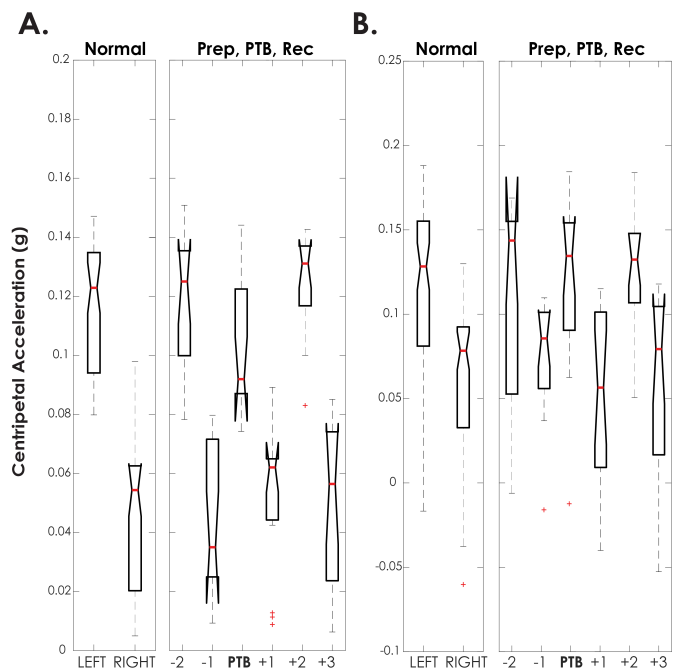 A.
B.
Normal
Prep, PTB, Rec
Normal
Prep, PTB, Rec
Centripetal Acceleration (g)
0.2
0.18
0.16
0.14
0.12
0.1
0.08
0.06
0.04
0.02
0
LEFT RIGHT
-2 -1 PTB +1 +2 +3
0.25
0.2
0.15
0.1
0.05
0
-0.05
-0.1
LEFT RIGHT
-2 -1 PTB +1 +2 +3